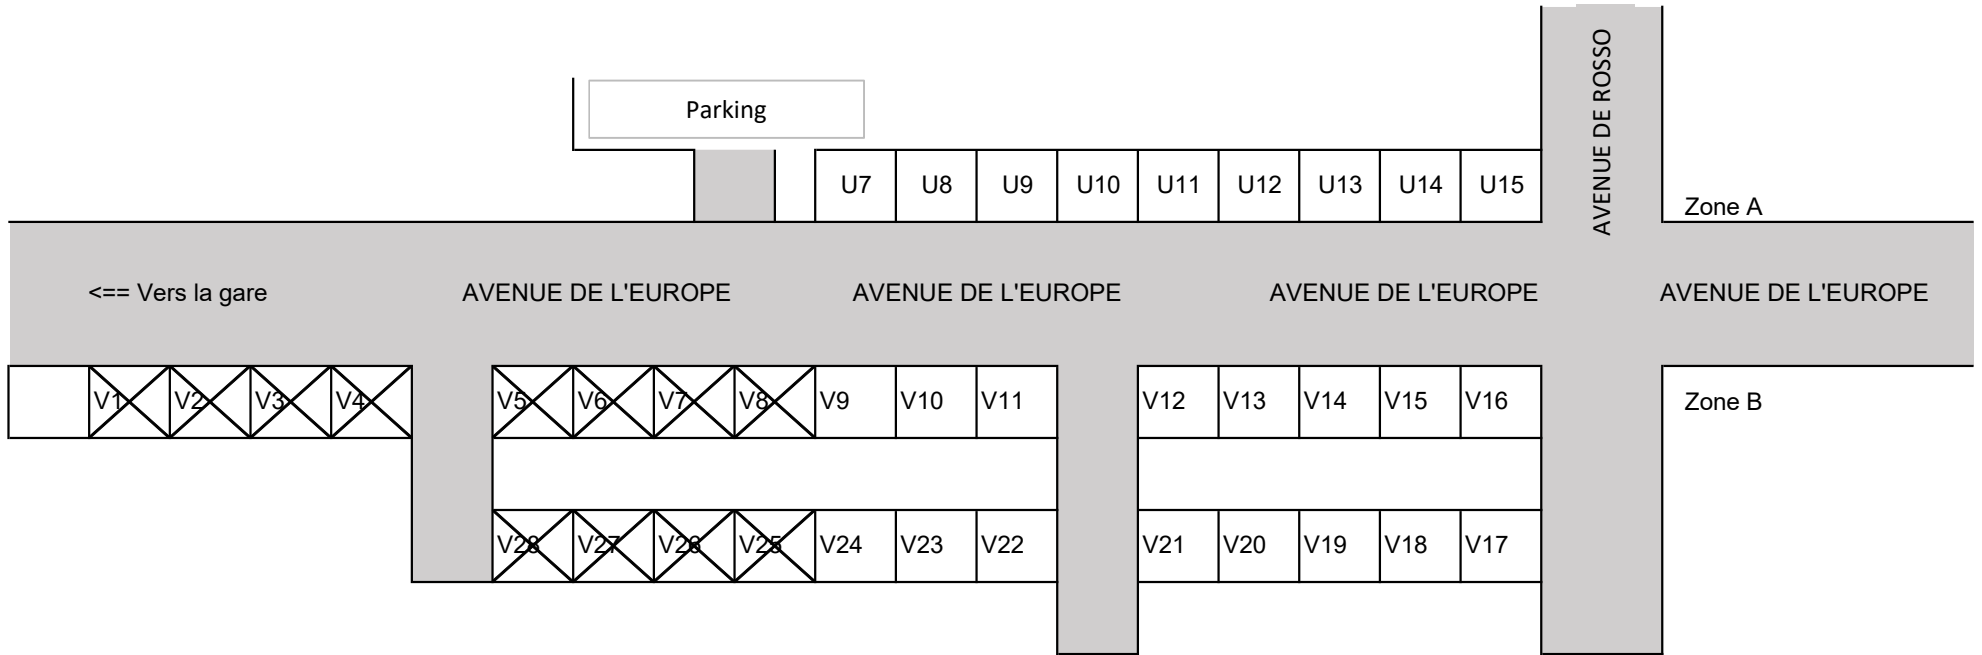 AVENUE DE ROSSO
Parking
U7 U8 U9 U10 U11 U12 U13 U14 U15
Zone A
<== Vers la gare AVENUE DE L'EUROPE AVENUE DE L'EUROPE AVENUE DE L'EUROPE AVENUE DE L'EUROPE
V1 V2 V3 V4 V5 V6 V7 V8 V9 V10 V11 V12 V13 V14 V15 V16 Zone B
V28 V27 V26 V25 V24 V23 V22 V21 V20 V19 V18 V17